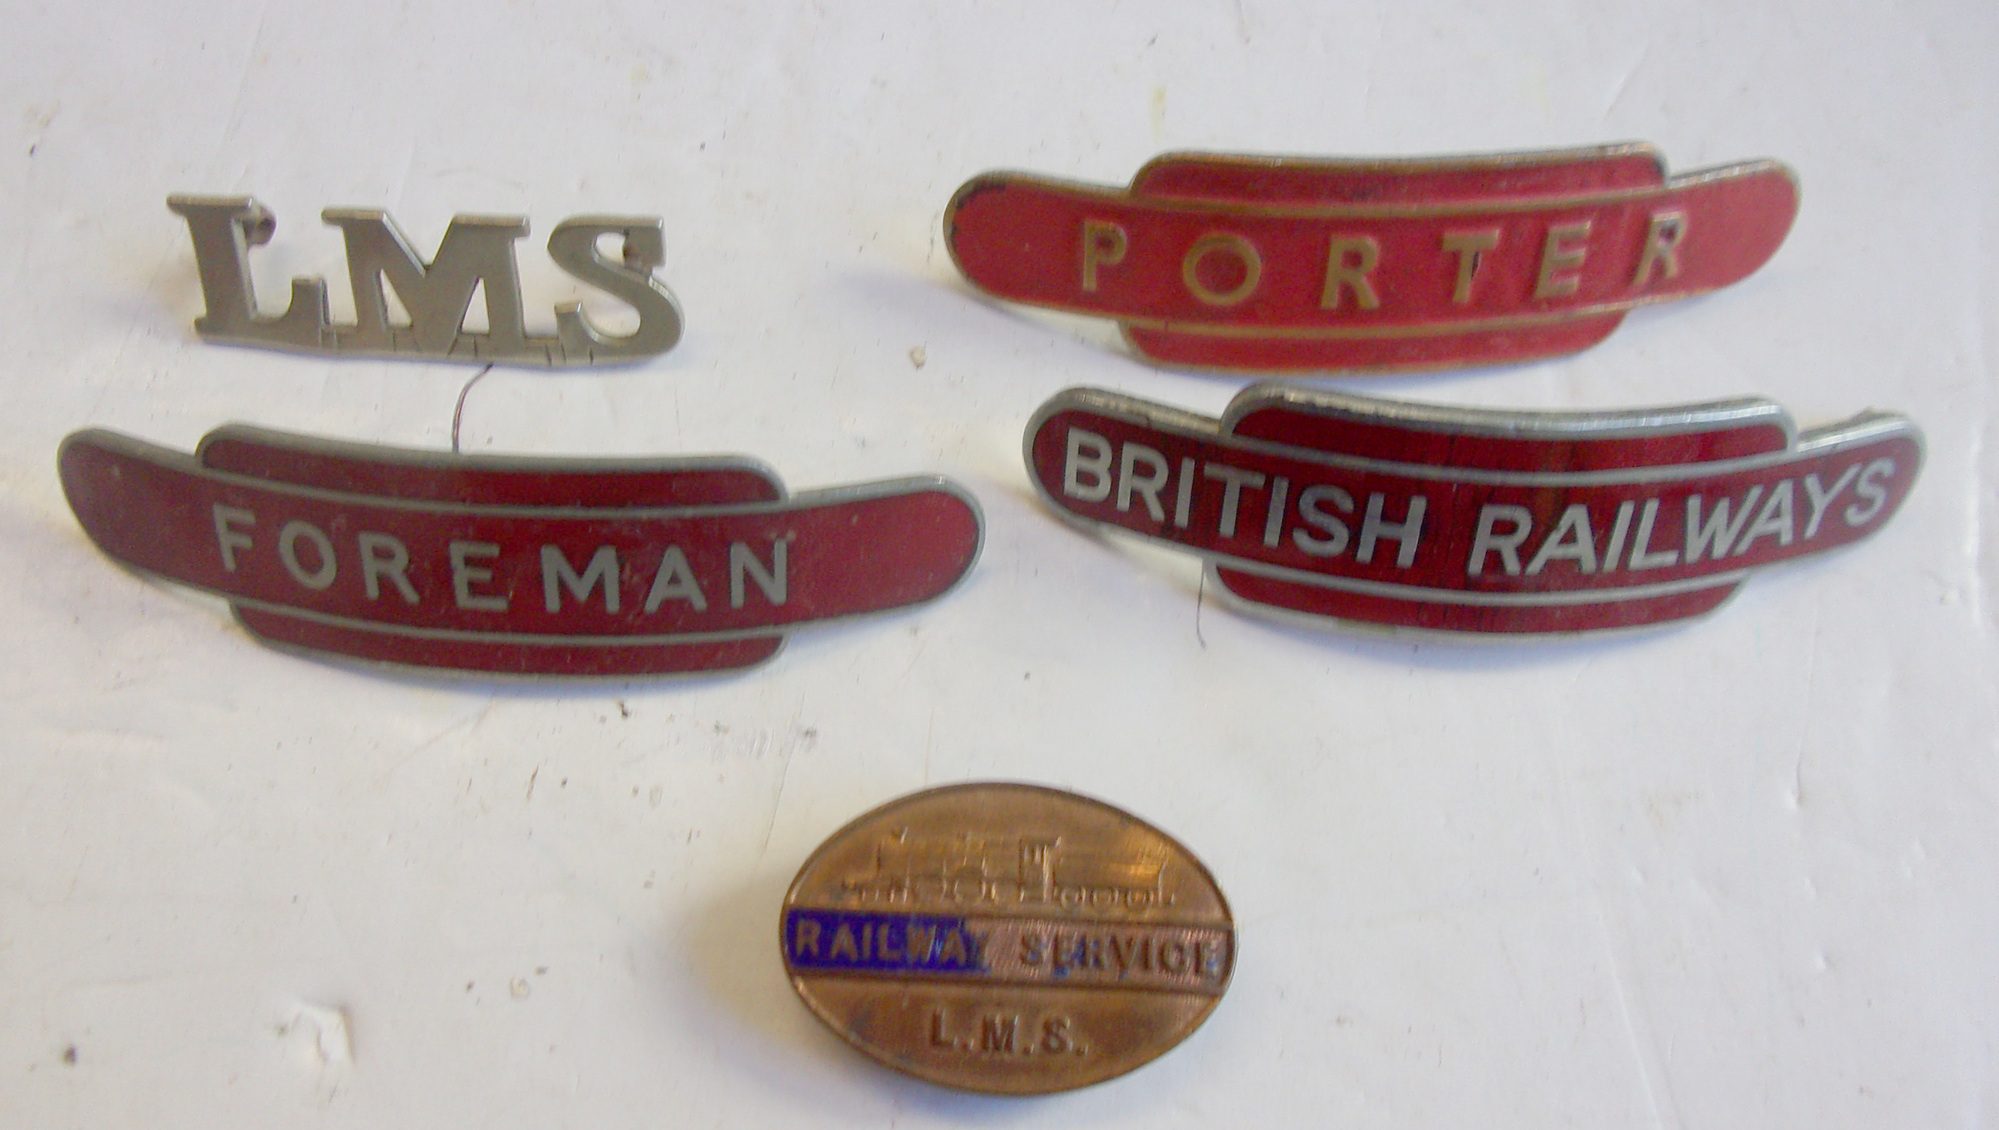 LMS
PORTER
FOREMAN
BRITISH RAILWAYS
RAILWAY SERVICE
L.M.S.